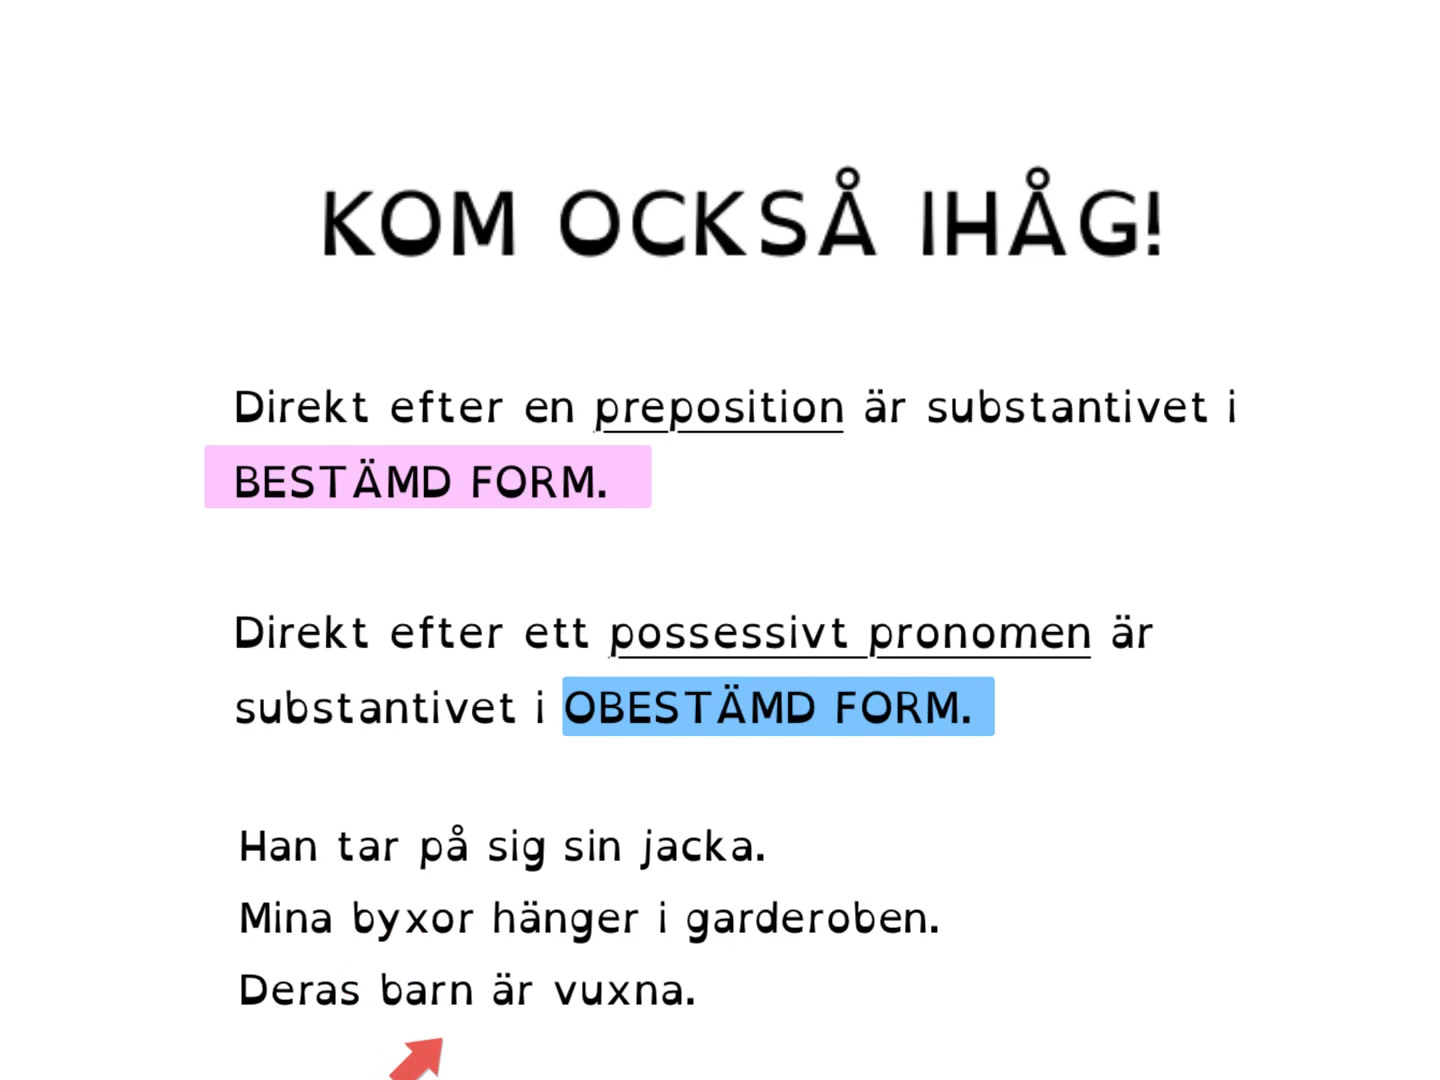 KOM OCKSÅ IHÅG!
Direkt efter en preposition är substantivet i
BESTÄMD FORM.
Direkt efter ett possessivt pronomen är
substantivet i OBESTÄMD FORM.
Han tar på sig sin jacka.
Mina byxor hänger i garderoben.
Deras barn är vuxna.